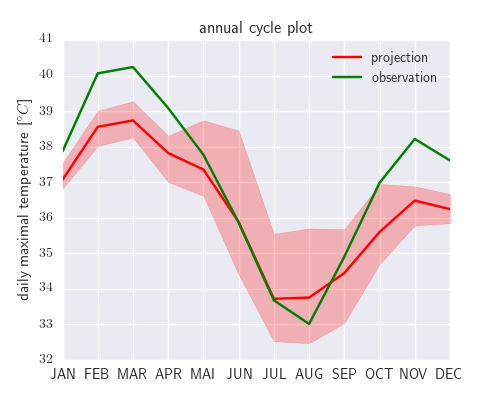 annual cycle plot
projection
observation
daily maximal temperature [°C]
41
40
39
38
37
36
35
34
33
32
JAN FEB MAR APR MAI JUN JUL AUG SEP OCT NOV DEC